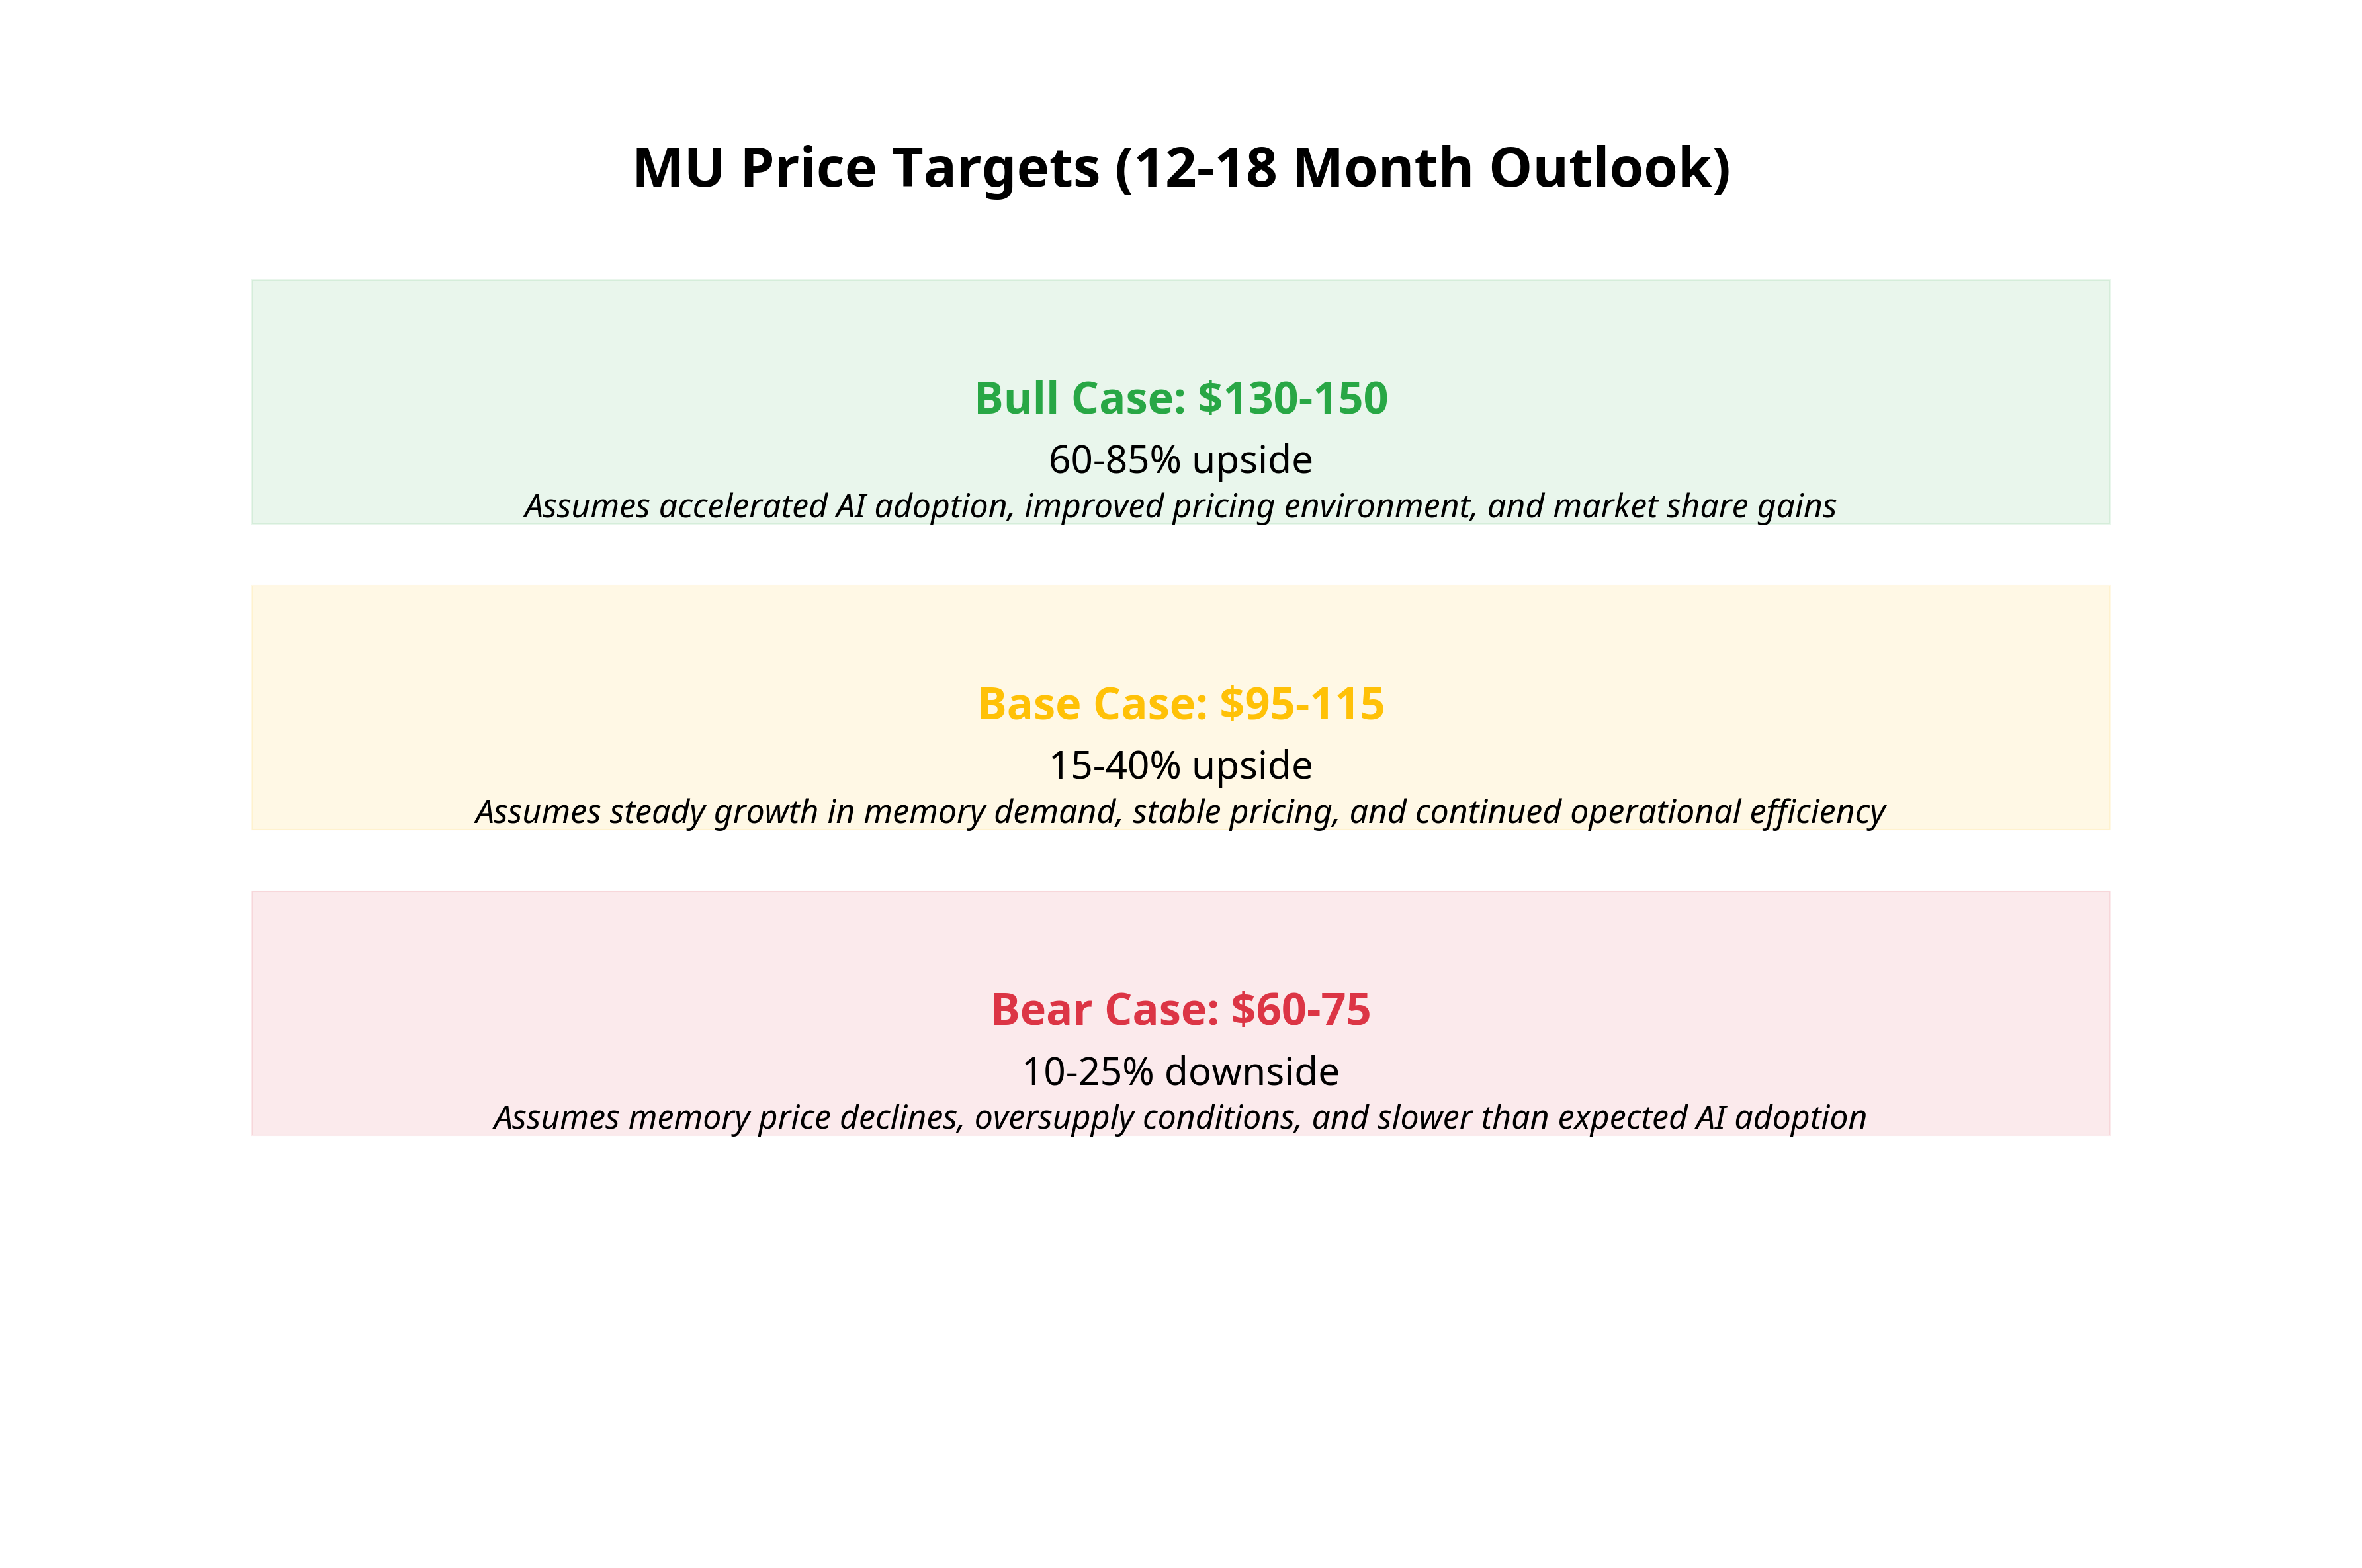 MU Price Targets (12-18 Month Outlook)
Bull Case: $130-150
60-85% upside
Assumes accelerated AI adoption, improved pricing environment, and market share gains
Base Case: $95-115
15-40% upside
Assumes steady growth in memory demand, stable pricing, and continued operational efficiency
Bear Case: $60-75
10-25% downside
Assumes memory price declines, oversupply conditions, and slower than expected AI adoption